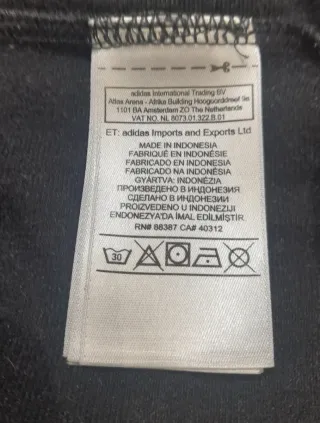 adidas International Trading BV
Atlas Arena - Afrika Building Hoogoorddreef 9a
1101 BA Amsterdam ZO The Netherlands
VAT NO. NL 8073.01.322.B.01
ET: adidas Imports and Exports Ltd
MADE IN INDONESIA
FABRIQUÉ EN INDONÉSIE
FABRICADO EN INDONESIA
FABRICADO NA INDONÉSIA
GYÁRTVA: INDONÉZIA
ПРОИЗВЕДЕНО В ИНДОНЕЗИЯ
СДЕЛАНО В ИНДОНЕЗИИ
PROIZVEDENO U INDONEZIJI
ENDONEZYA'DA İMAL EDİLMİŞTİR
RN# 88387 CA# 40312
30